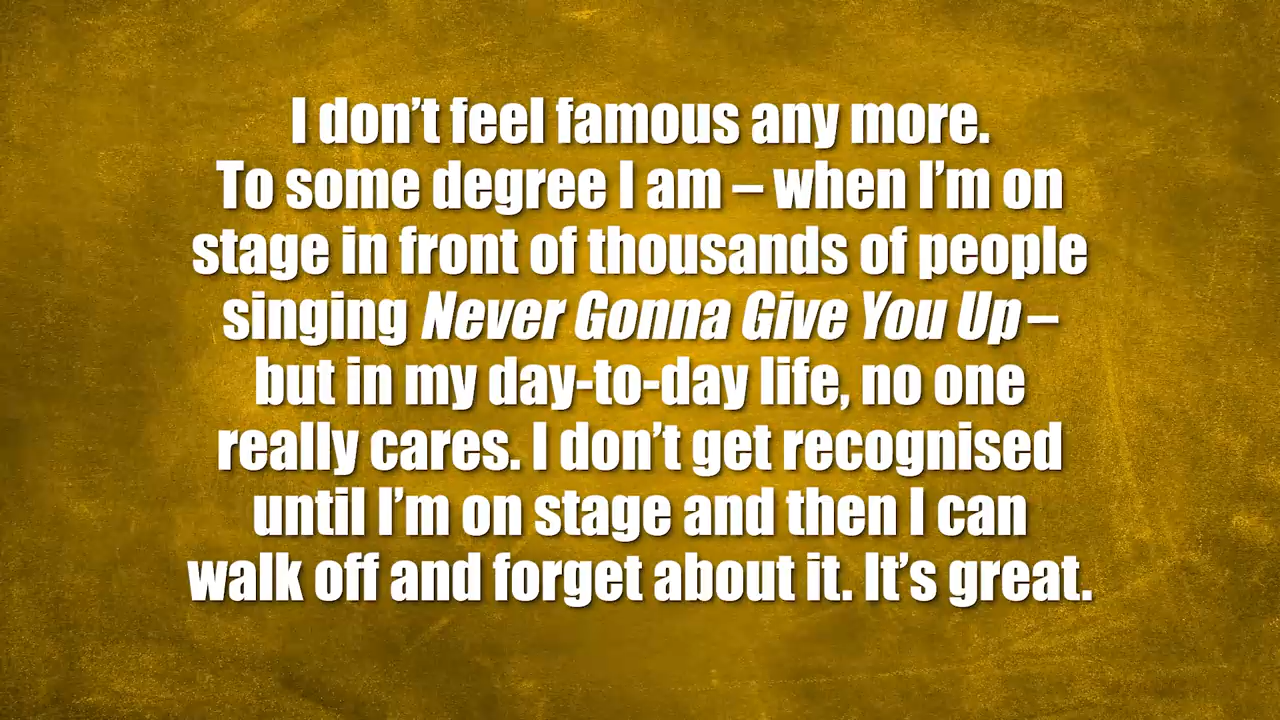 I don’t feel famous any more.
To some degree I am – when I’m on
stage in front of thousands of people
singing Never Gonna Give You Up –
but in my day-to-day life, no one
really cares. I don’t get recognised
until I’m on stage and then I can
walk off and forget about it. It’s great.